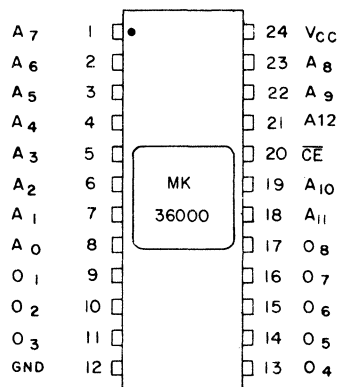 A7 1 24 VCC
A6 2 23 A8
A5 3 22 A9
A4 4 21 A12
A3 5 20 C̅E̅
A2 6 MK 19 A10
A1 7 36000 18 A11
A0 8 17 O8
O1 9 16 O7
O2 10 15 O6
O3 11 14 O5
GND 12 13 O4